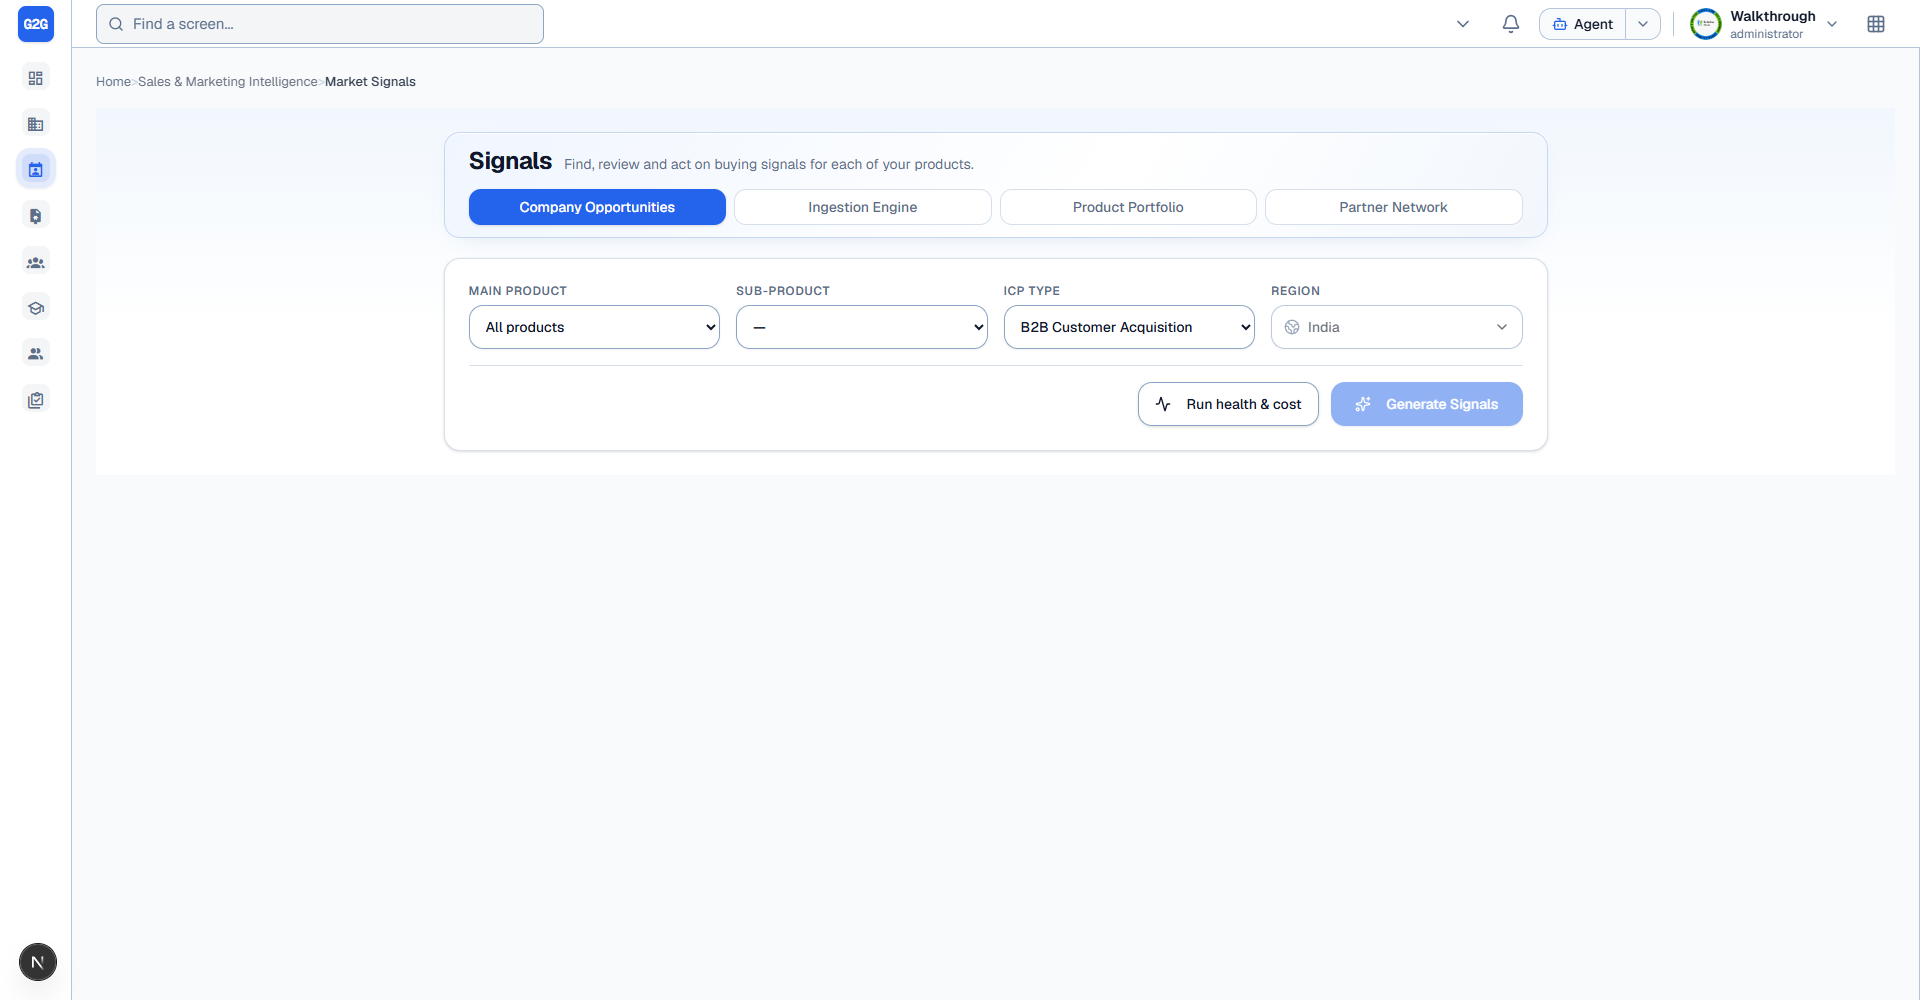 G2G
Find a screen...
Agent
Walkthrough
administrator
Home>Sales & Marketing Intelligence>Market Signals
Signals
Find, review and act on buying signals for each of your products.
Company Opportunities
Ingestion Engine
Product Portfolio
Partner Network
MAIN PRODUCT
SUB-PRODUCT
ICP TYPE
REGION
All products
—
B2B Customer Acquisition
India
Run health & cost
Generate Signals
N